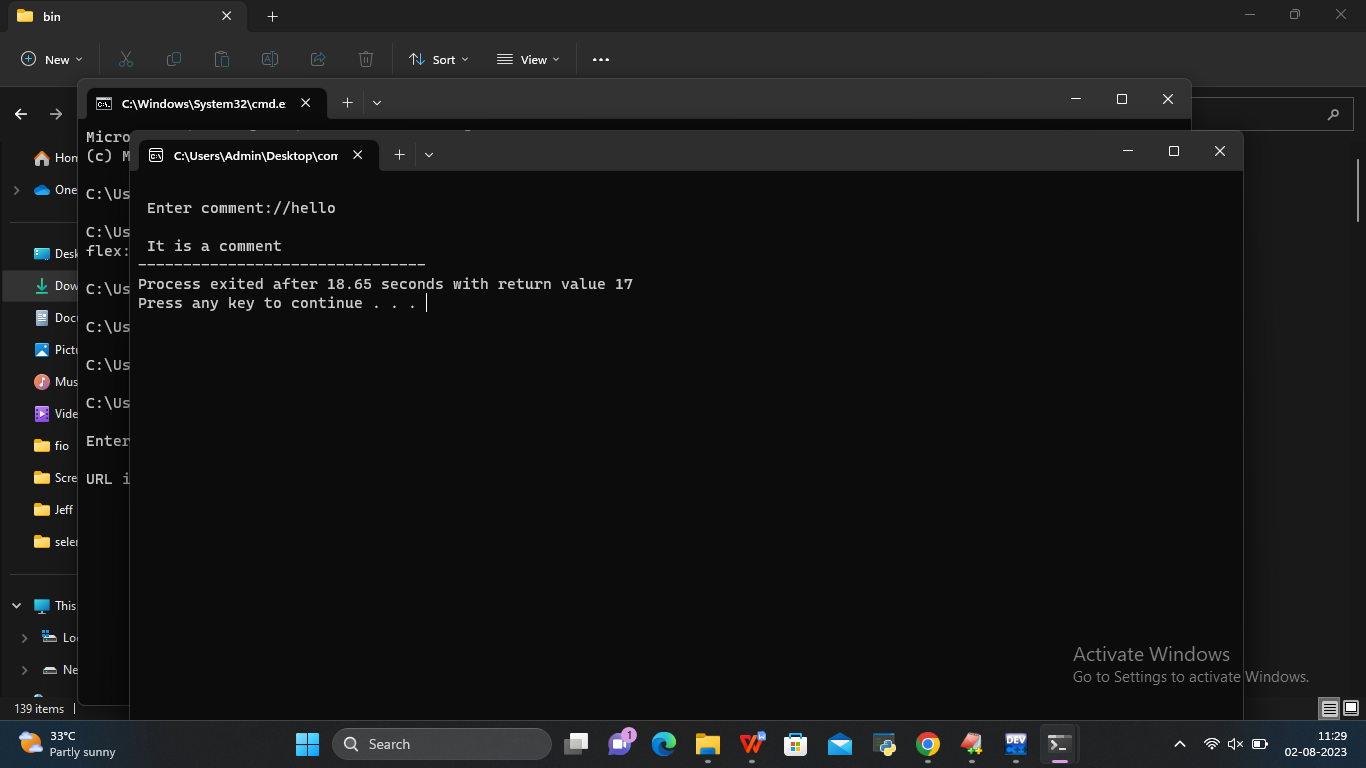 bin
New
Sort
View
C:\Windows\System32\cmd.e
Micro
(c) M
C:\Users\Admin\Desktop\com
Hon
One
C:\Us
Enter comment://hello
C:\Us
It is a comment
flex:
--------------------------------
Process exited after 18.65 seconds with return value 17
Press any key to continue . . .
Desk
Dow
C:\Us
Docu
C:\Us
Pictu
C:\Us
Mus
C:\Us
Vide
Enter
fio
Scre
URL i
Jeff
seler
This
Loc
Ne
Activate Windows
Go to Settings to activate Windows.
139 items
33°C
Partly sunny
Search
1
DEV
11:29
02-08-2023